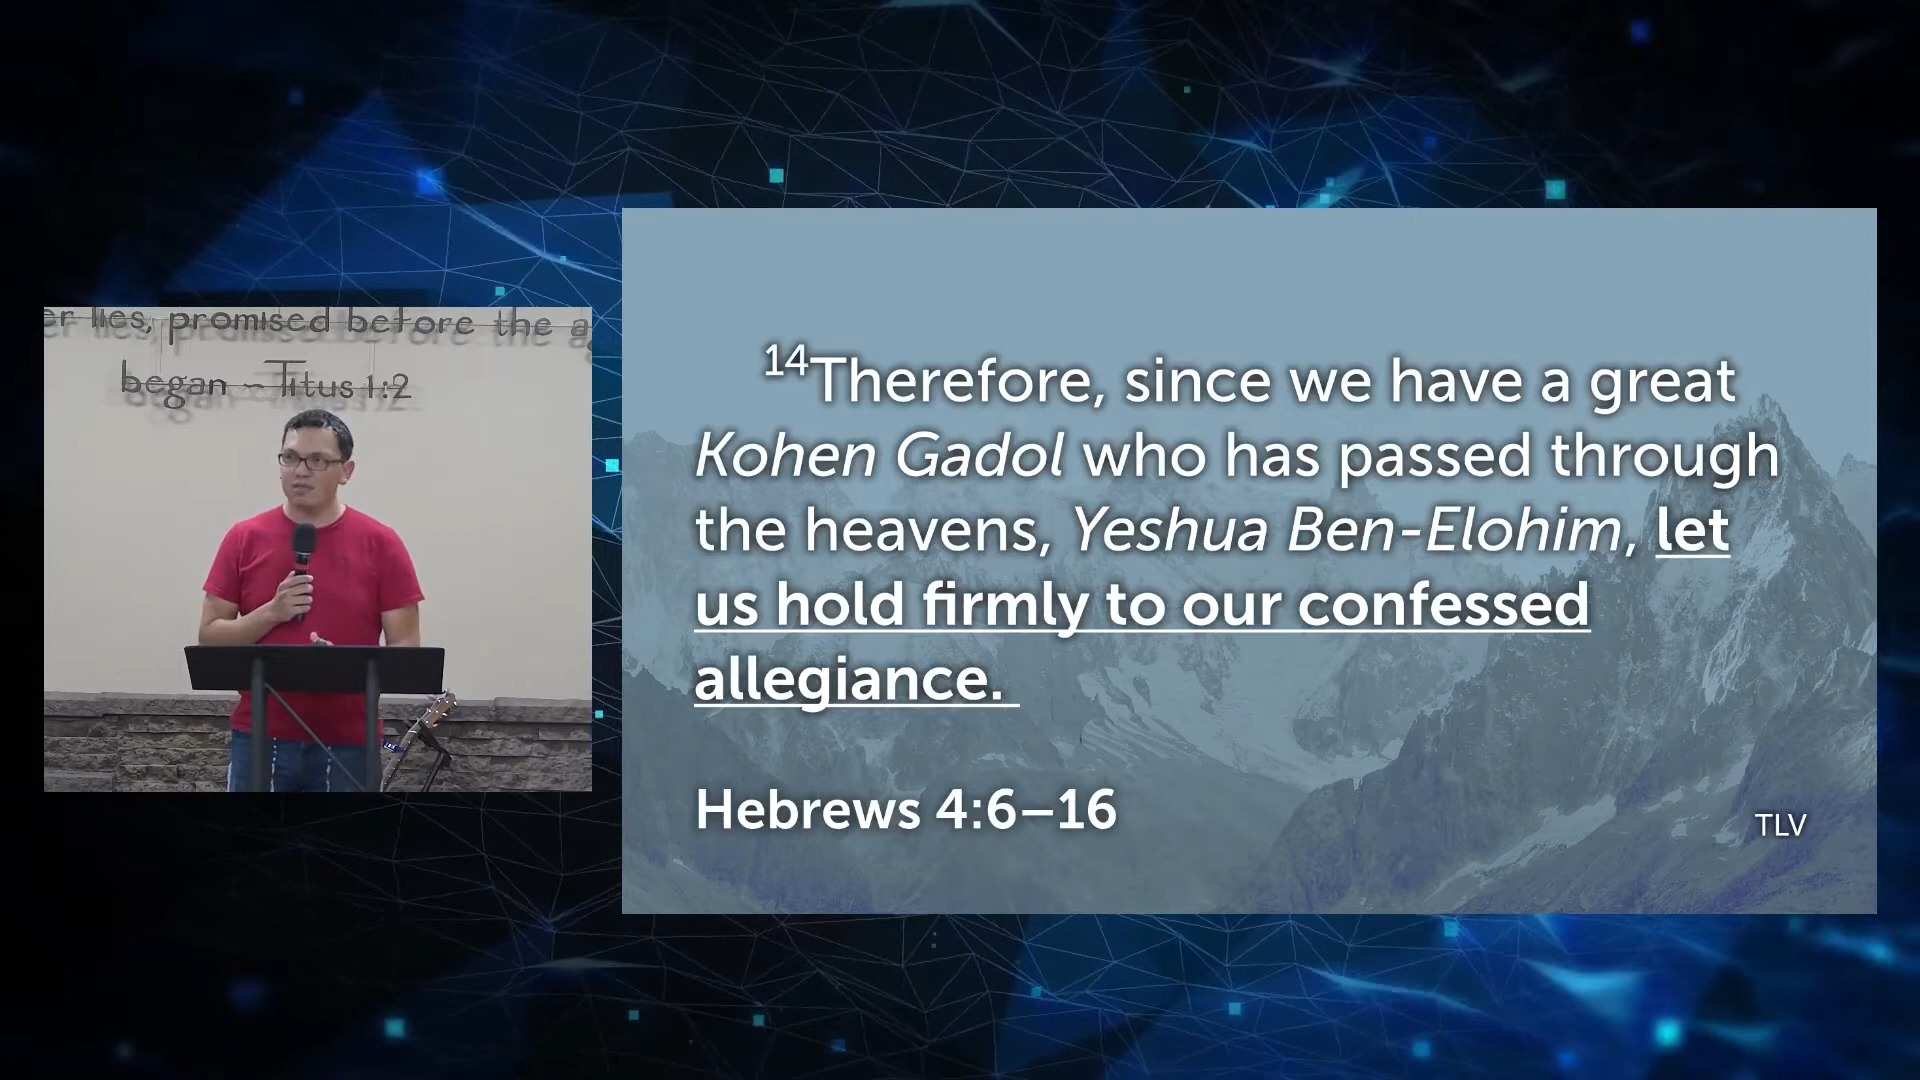 er lies, promised before the a
began ~ Titus 1:2
14Therefore, since we have a great
Kohen Gadol who has passed through
the heavens, Yeshua Ben-Elohim, let
us hold firmly to our confessed
allegiance.
Hebrews 4:6–16
TLV